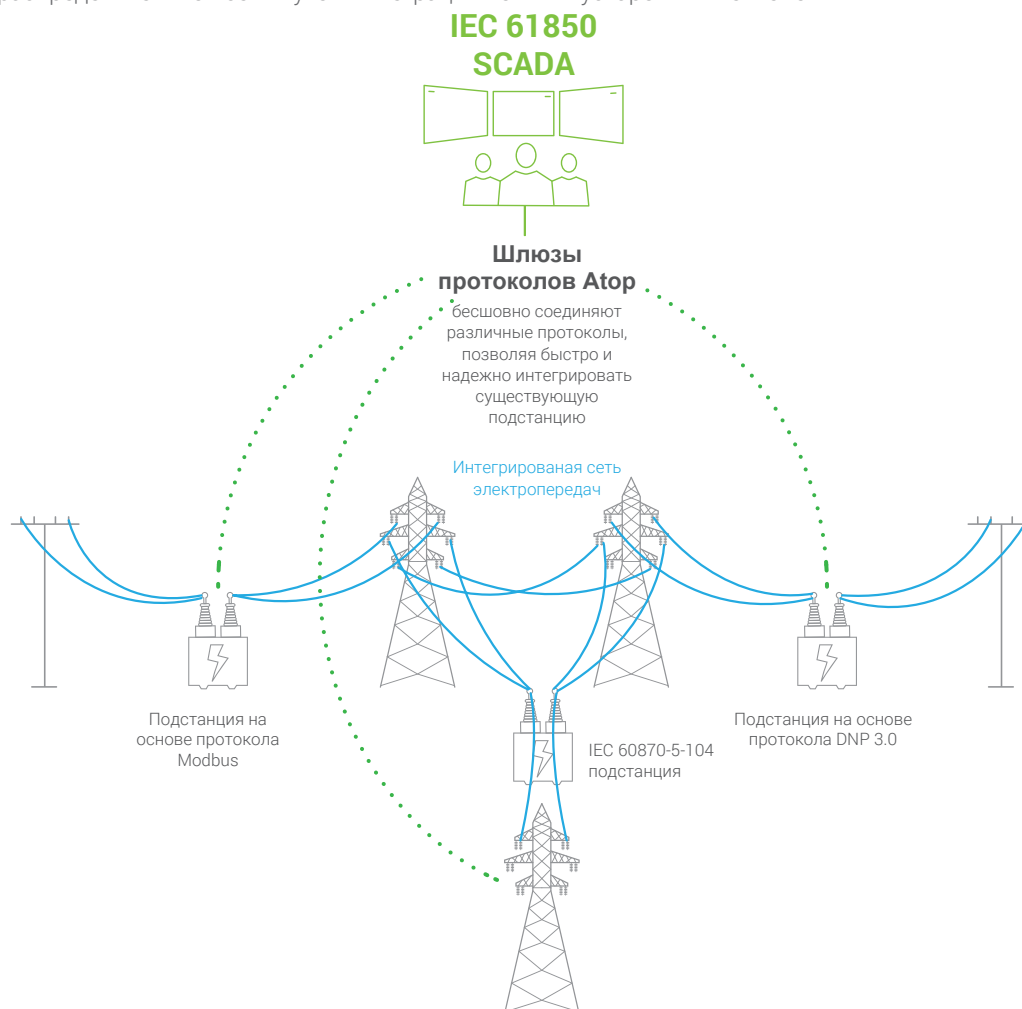 IEC 61850
SCADA
Шлюзы
протоколов Atop
бесшовно соединяют
различные протоколы,
позволяя быстро и
надежно интегрировать
существующую
подстанцию
Интегрированая сеть
электропередач
Подстанция на
основе протокола
Modbus
IEC 60870-5-104
подстанция
Подстанция на основе
протокола DNP 3.0